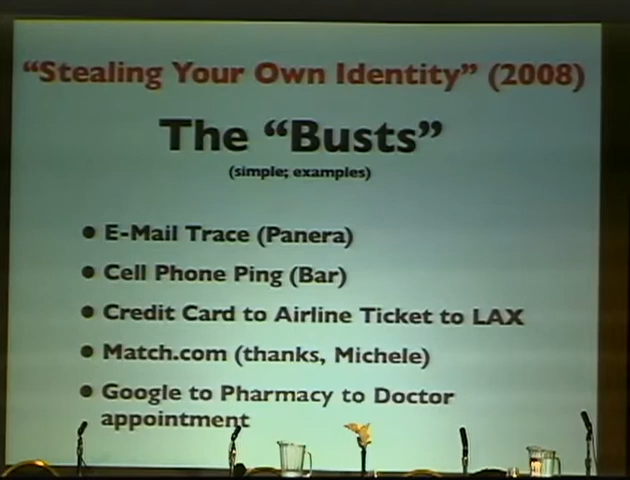 “Stealing Your Own Identity” (2008)
The “Busts”
(simple; examples)
• E-Mail Trace (Panera)
• Cell Phone Ping (Bar)
• Credit Card to Airline Ticket to LAX
• Match.com (thanks, Michele)
• Google to Pharmacy to Doctor
appointment